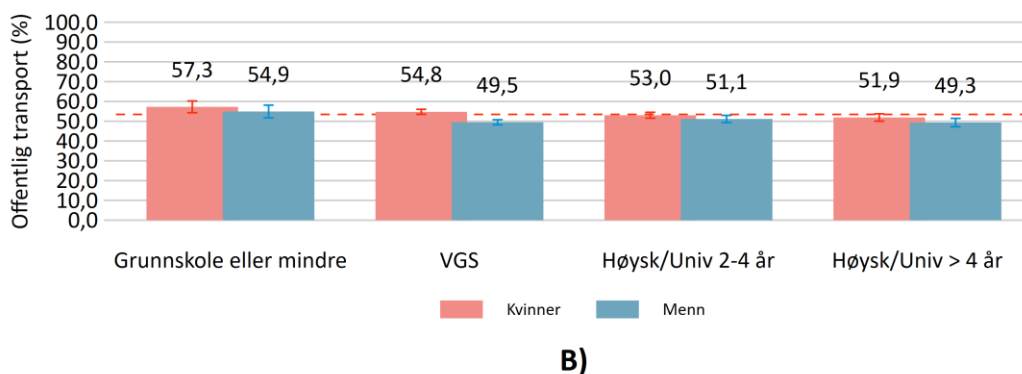 Offentlig transport (%)
100,0
90,0
80,0
70,0
60,0
50,0
40,0
30,0
20,0
10,0
0,0
57,3 54,9 54,8 49,5 53,0 51,1 51,9 49,3
Grunnskole eller mindre VGS Høysk/Univ 2-4 år Høysk/Univ > 4 år
Kvinner Menn
B)